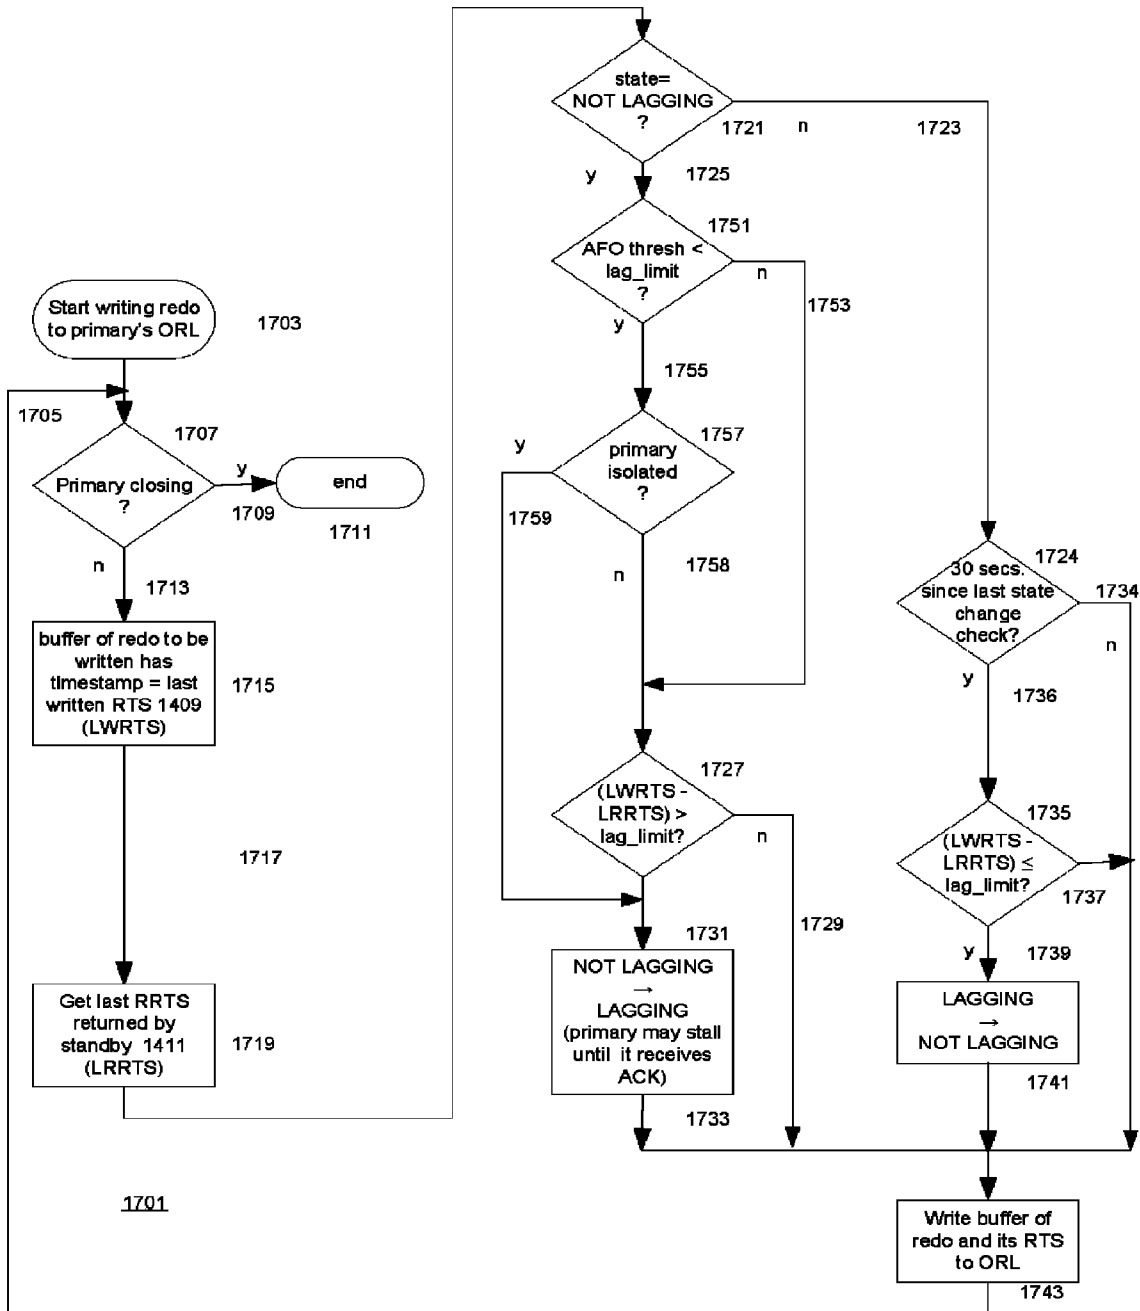 Start writing redo
to primary's ORL
1703
1705
1707
Primary closing
?
y
1709
end
1711
n
1713
buffer of redo to be
written has
timestamp = last
written RTS 1409
(LWRTS)
1715
1717
Get last RRTS
returned by
standby 1411
(LRRTS)
1719
1701
state=
NOT LAGGING
?
1721
n
1723
y
1725
1751
AFO thresh <
lag_limit
?
n
1753
y
1755
1757
primary
isolated
?
y
1759
1758
n
1727
(LWRTS -
LRRTS) >
lag_limit?
n
1729
1731
NOT LAGGING
→
LAGGING
(primary may stall
until it receives
ACK)
1733
1724
30 secs.
since last state
change
check?
1734
n
y
1736
1735
(LWRTS -
LRRTS) ≤
lag_limit?
1737
y
1739
LAGGING
→
NOT LAGGING
1741
Write buffer of
redo and its RTS
to ORL
1743